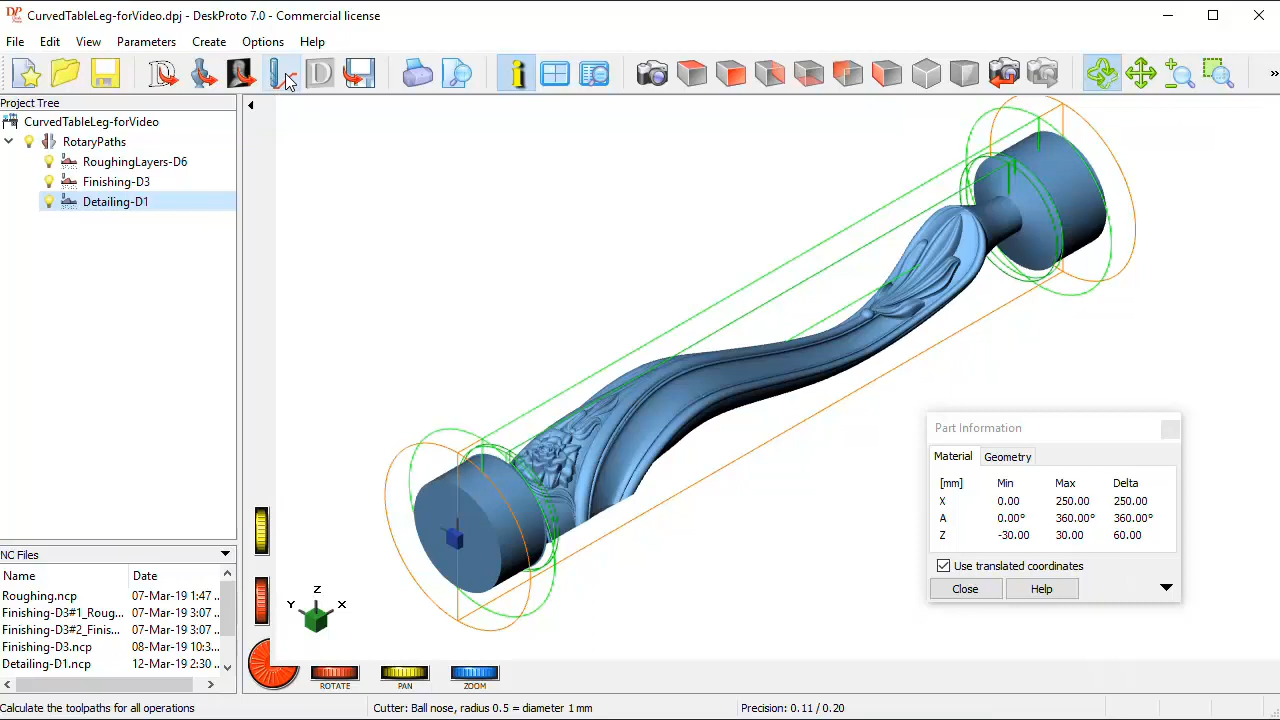 CurvedTableLeg-forVideo.dpj - DeskProto 7.0 - Commercial license
File Edit View Parameters Create Options Help
»
Project Tree
CurvedTableLeg-forVideo
RotaryPaths
RoughingLayers-D6
Finishing-D3
Detailing-D1
Part Information
Material Geometry
[mm] Min Max Delta
X 0.00 250.00 250.00
A 0.00° 360.00° 360.00°
Z -30.00 30.00 60.00
Use translated coordinates
Close Help
NC Files
Name Date
Roughing.ncp 07-Mar-19 1:47 ...
Finishing-D3#1_Roug... 07-Mar-19 3:07 ...
Finishing-D3#2_Finis... 07-Mar-19 3:07 ...
Finishing-D3.ncp 08-Mar-19 10:3...
Detailing-D1.ncp 12-Mar-19 2:30 ...
Z
Y X
ROTATE PAN ZOOM
Calculate the toolpaths for all operations Cutter: Ball nose, radius 0.5 = diameter 1 mm Precision: 0.11 / 0.20